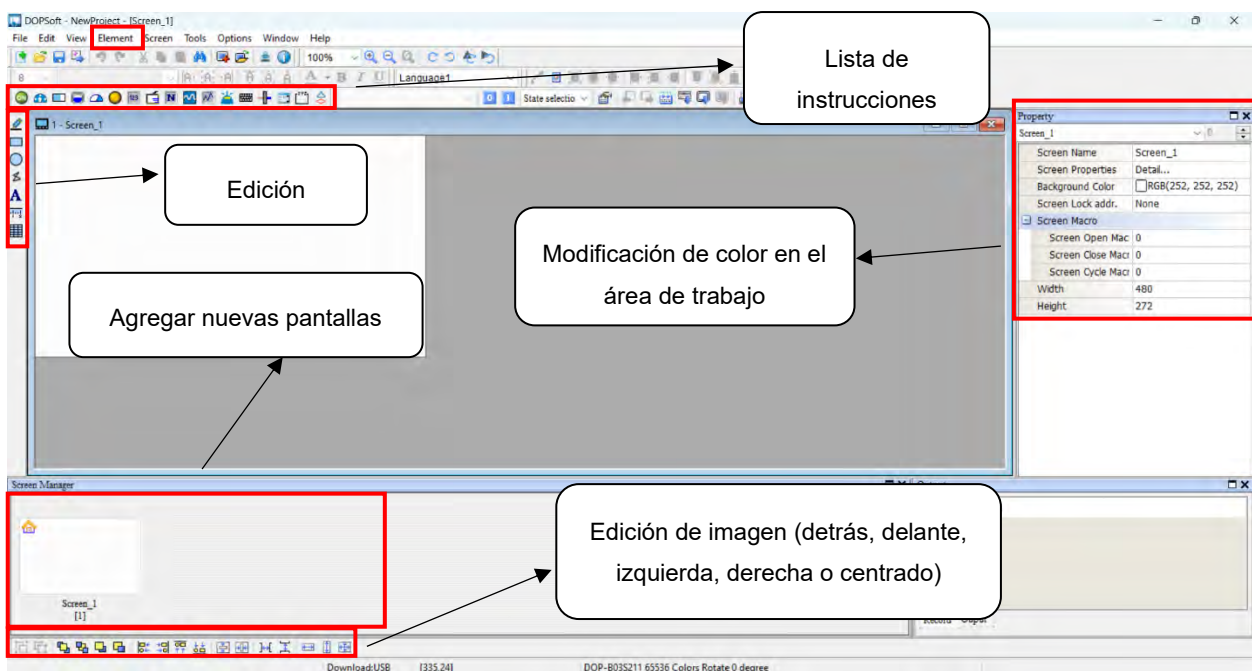 DOPSoft - NewProject - [Screen_1]
File Edit View Element Screen Tools Options Window Help
100%
8
Language1
State selectio
Lista de
instrucciones
1 - Screen_1
Edición
Modificación de color en el
área de trabajo
Agregar nuevas pantallas
Property
Screen_1 0
Screen Name Screen_1
Screen Properties Detail...
Background Color RGB(252, 252, 252)
Screen Lock addr. None
Screen Macro
Screen Open Mac 0
Screen Close Macr 0
Screen Cycle Macr 0
Width 480
Height 272
Screen Manager
Edición de imagen (detrás, delante,
izquierda, derecha o centrado)
Screen_1
[1]
Download:USB [335,24] DOP-B03S211 65536 Colors Rotate 0 degree